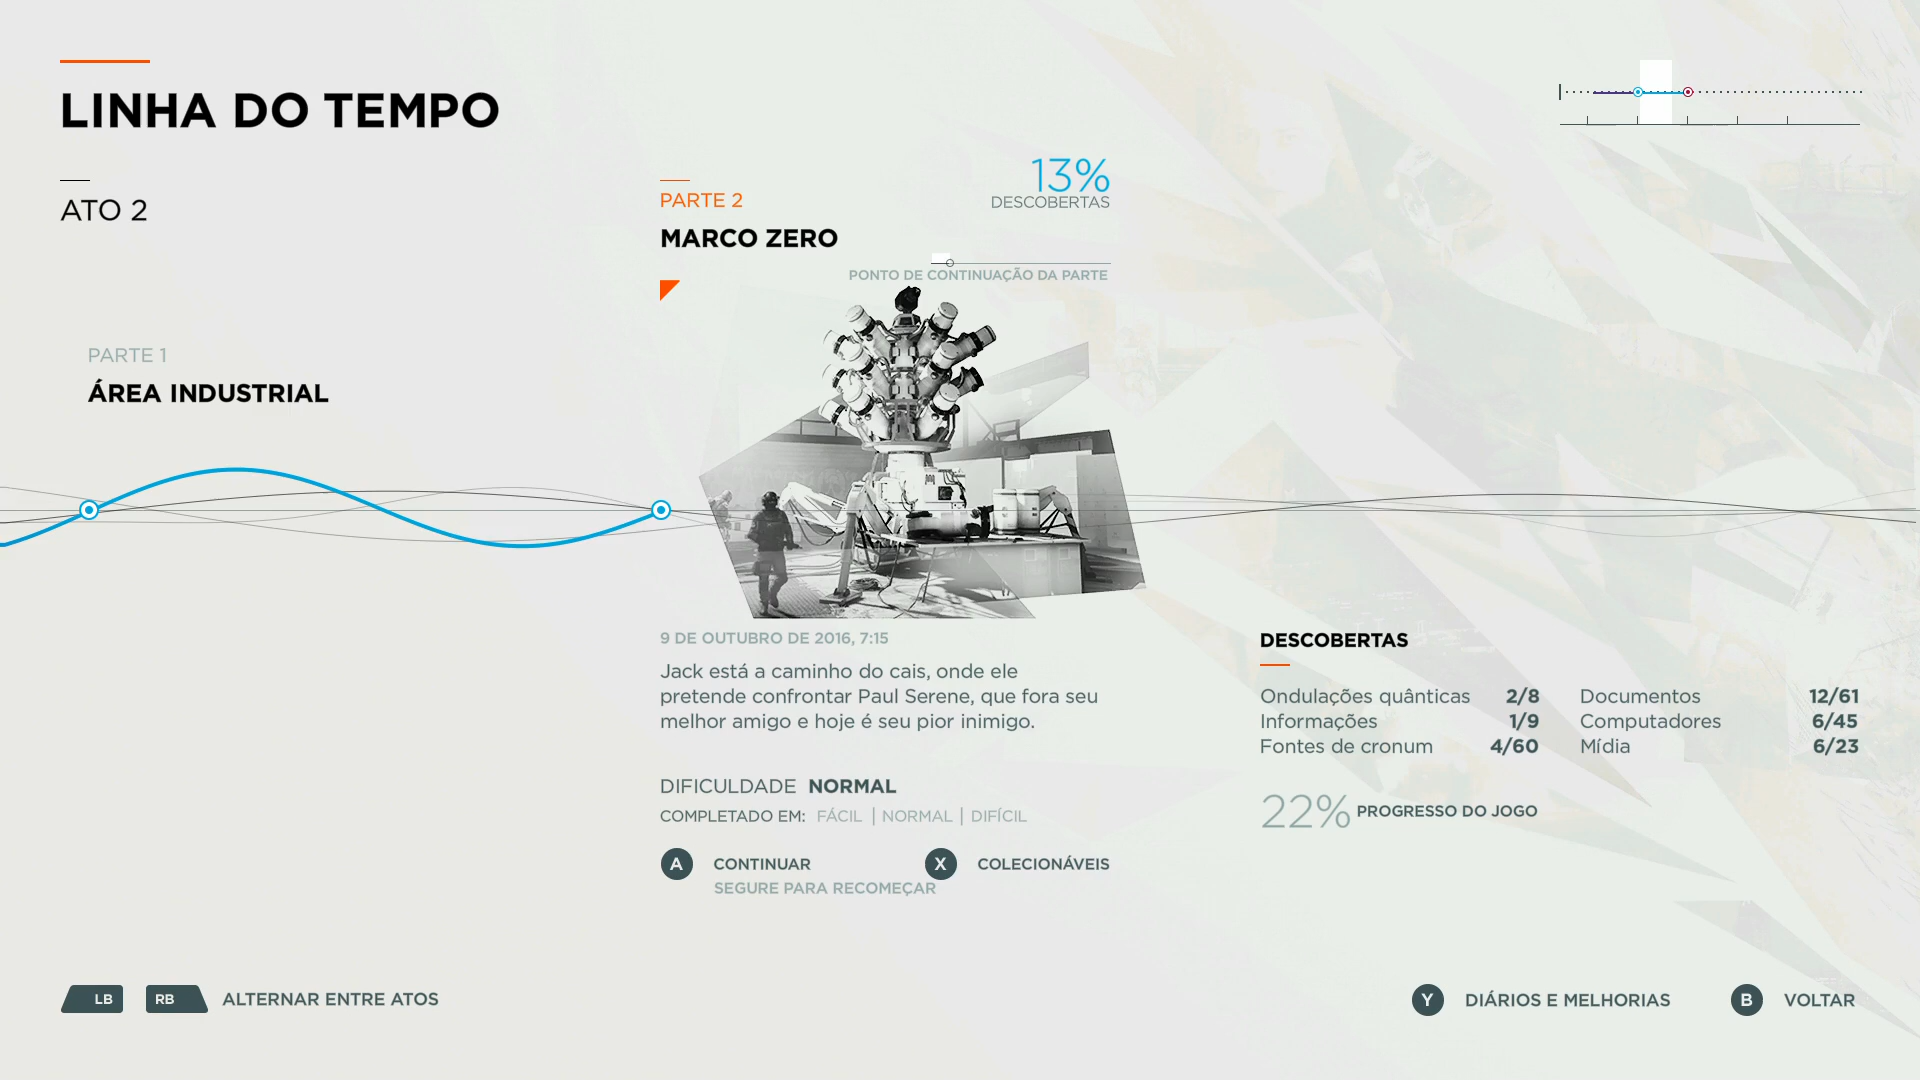 LINHA DO TEMPO
ATO 2
PARTE 1
ÁREA INDUSTRIAL
PARTE 2
MARCO ZERO
13%
DESCOBERTAS
PONTO DE CONTINUAÇÃO DA PARTE
9 DE OUTUBRO DE 2016, 7:15
Jack está a caminho do cais, onde ele
pretende confrontar Paul Serene, que fora seu
melhor amigo e hoje é seu pior inimigo.
DIFICULDADE NORMAL
COMPLETADO EM: FÁCIL | NORMAL | DIFÍCIL
A CONTINUAR X COLECIONÁVEIS
SEGURE PARA RECOMEÇAR
DESCOBERTAS
Ondulações quânticas 2/8 Documentos 12/61
Informações 1/9 Computadores 6/45
Fontes de cronum 4/60 Mídia 6/23
22% PROGRESSO DO JOGO
LB RB ALTERNAR ENTRE ATOS
Y DIÁRIOS E MELHORIAS B VOLTAR